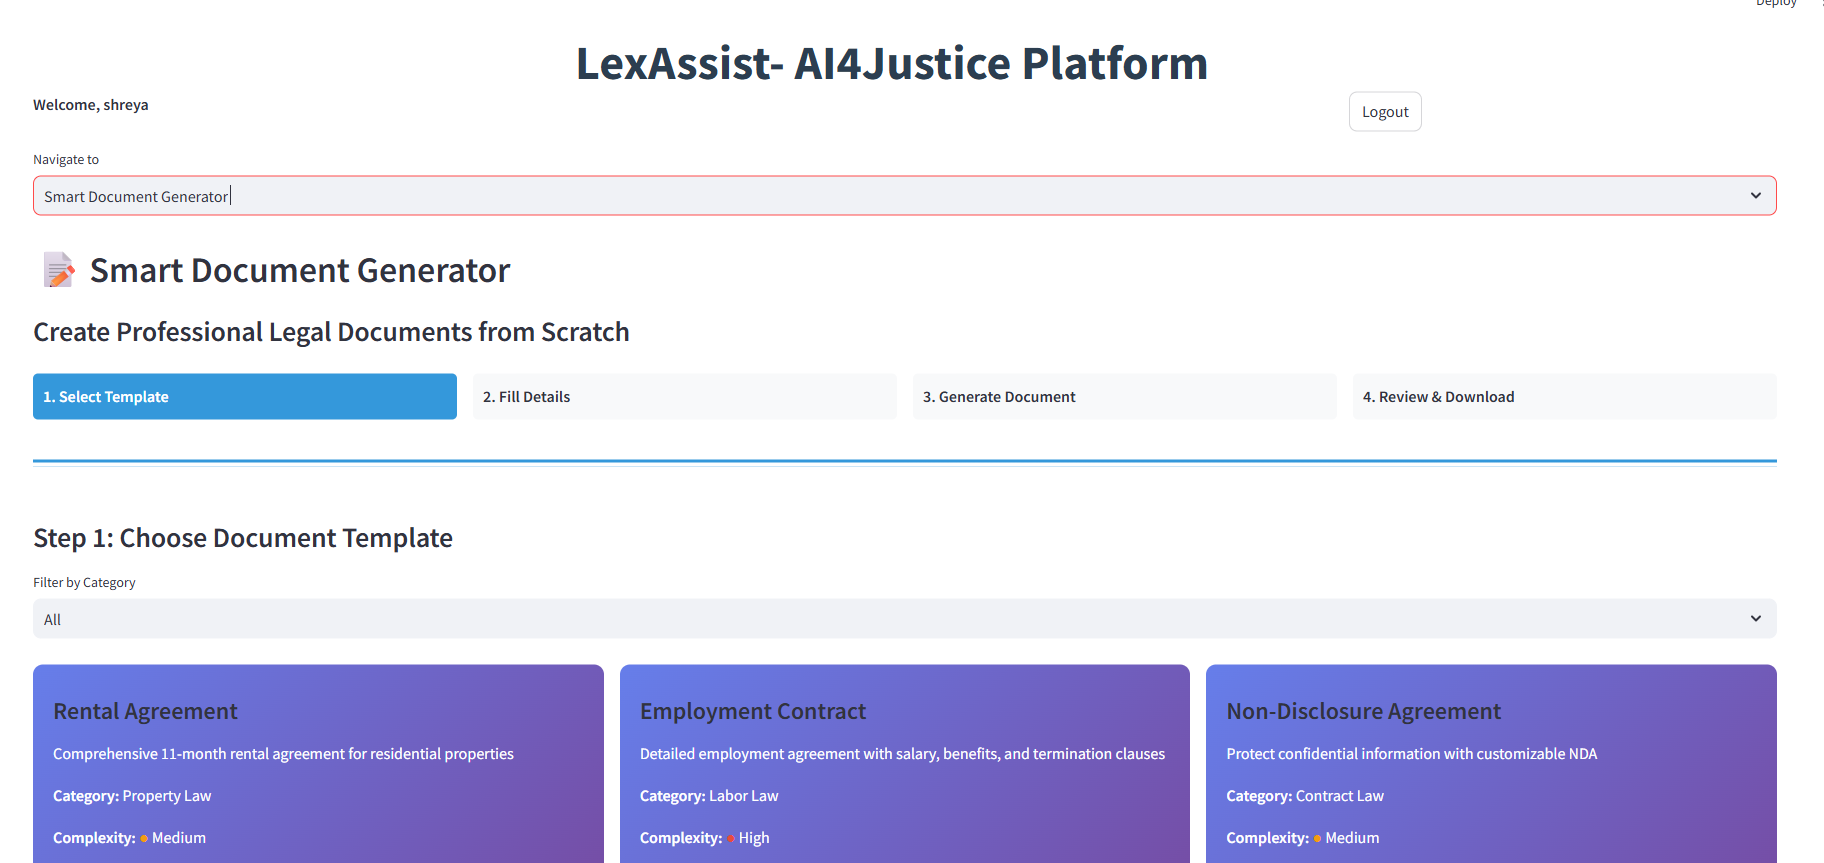 Deploy
LexAssist- AI4Justice Platform
Welcome, shreya
Logout
Navigate to
Smart Document Generator
Smart Document Generator
Create Professional Legal Documents from Scratch
1. Select Template
2. Fill Details
3. Generate Document
4. Review & Download
Step 1: Choose Document Template
Filter by Category
All
Rental Agreement
Comprehensive 11-month rental agreement for residential properties
Category: Property Law
Complexity: Medium
Employment Contract
Detailed employment agreement with salary, benefits, and termination clauses
Category: Labor Law
Complexity: High
Non-Disclosure Agreement
Protect confidential information with customizable NDA
Category: Contract Law
Complexity: Medium